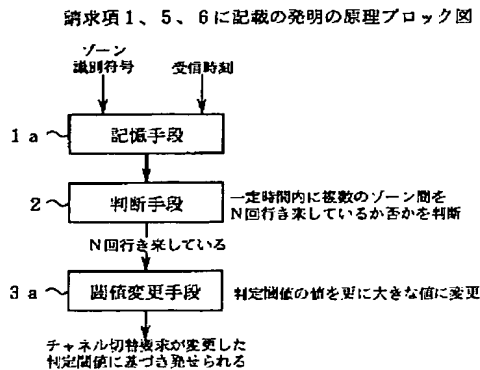 請求項1、5、6に記載の発明の原理ブロック図
ゾーン
識別符号
受信時刻
1a
記憶手段
2
判断手段
一定時間内に複数のゾーン間を
N回行き来しているか否かを判断
N回行き来している
3a
閾値変更手段
判定閾値の値を更に大きな値に変更
チャネル切替要求が変更した
判定閾値に基づき発せられる